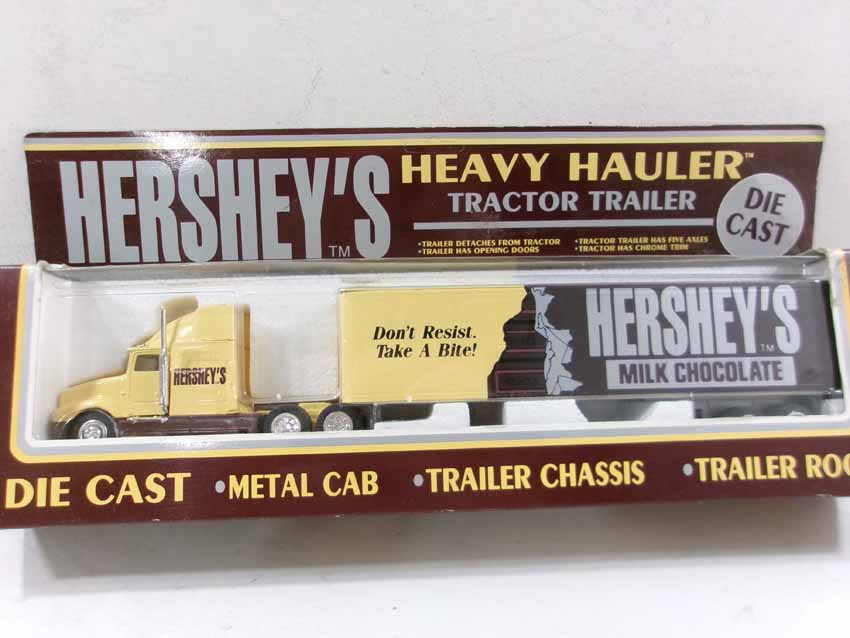 HERSHEY'S™
HEAVY HAULER™
TRACTOR TRAILER
DIE CAST
•TRAILER DETACHES FROM TRACTOR
•TRAILER HAS OPENING DOORS
•TRACTOR TRAILER HAS FIVE AXLES
•TRACTOR HAS CHROME TRIM
HERSHEY'S
Don't Resist.
Take A Bite!
HERSHEY'S™
MILK CHOCOLATE
DIE CAST •METAL CAB •TRAILER CHASSIS •TRAILER ROO